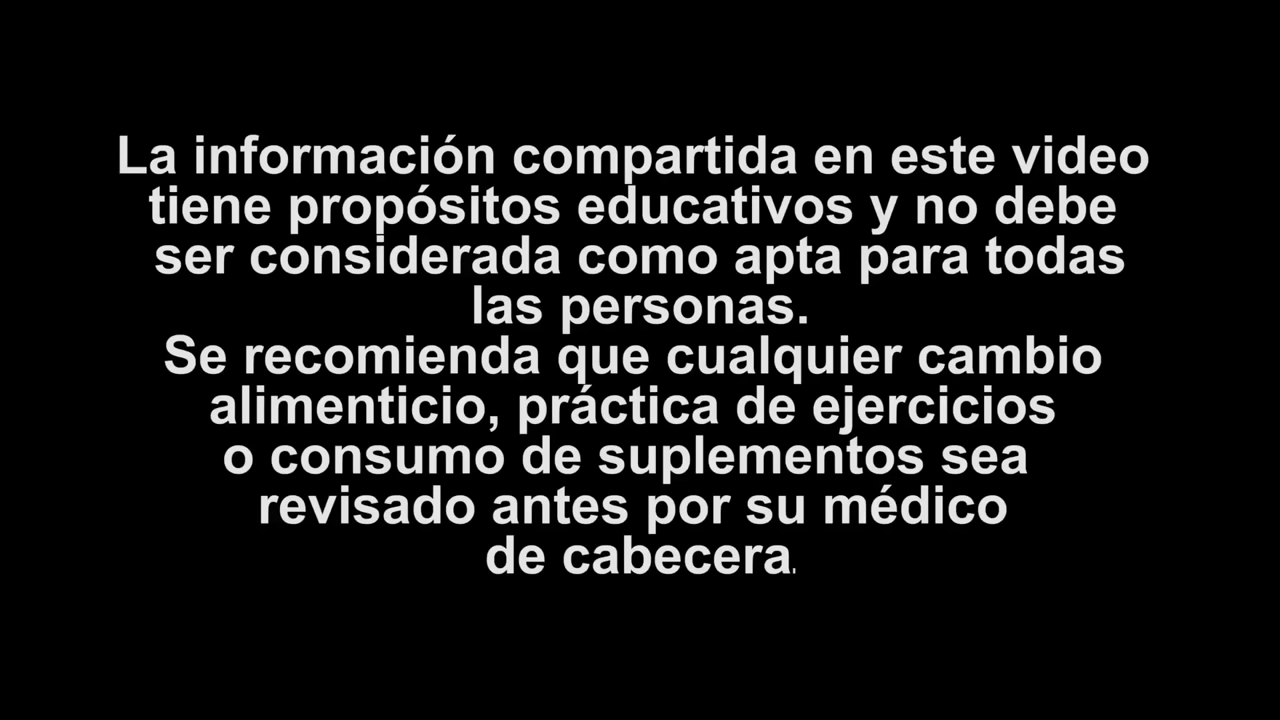 La información compartida en este video
tiene propósitos educativos y no debe
ser considerada como apta para todas
las personas.
Se recomienda que cualquier cambio
alimenticio, práctica de ejercicios
o consumo de suplementos sea
revisado antes por su médico
de cabecera.